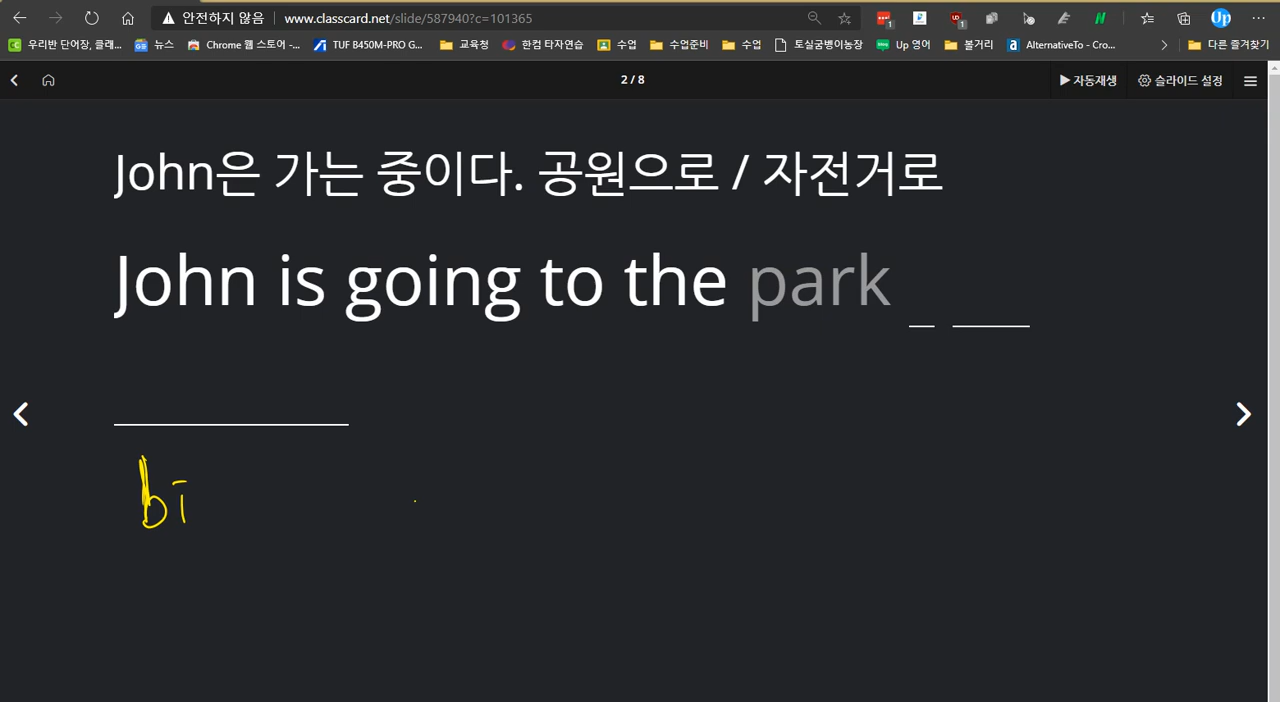 안전하지 않음
www.classcard.net/slide/587940?c=101365
1
1
Up
우리반 단어장, 클래...
뉴스
Chrome 웹 스토어 -...
TUF B450M-PRO G...
교육청
한컴 타자연습
수업
수업준비
수업
토실굼벵이농장
Up 영어
볼거리
AlternativeTo - Cro...
다른 즐겨찾기
2 / 8
자동재생
슬라이드 설정
John은 가는 중이다. 공원으로 / 자전거로
John is going to the park
bi